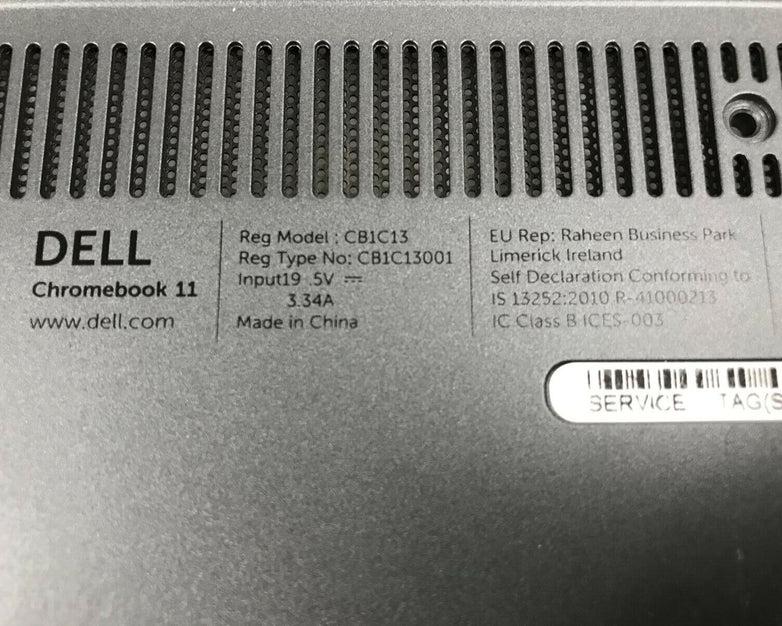 DELL
Chromebook 11
www.dell.com
Reg Model : CB1C13
Reg Type No: CB1C13001
Input19 .5V ⎓
3.34A
Made in China
EU Rep: Raheen Business Park
Limerick Ireland
Self Declaration Conforming to
IS 13252:2010 R-41000213
IC Class B ICES-003
SERVICE TAG(S